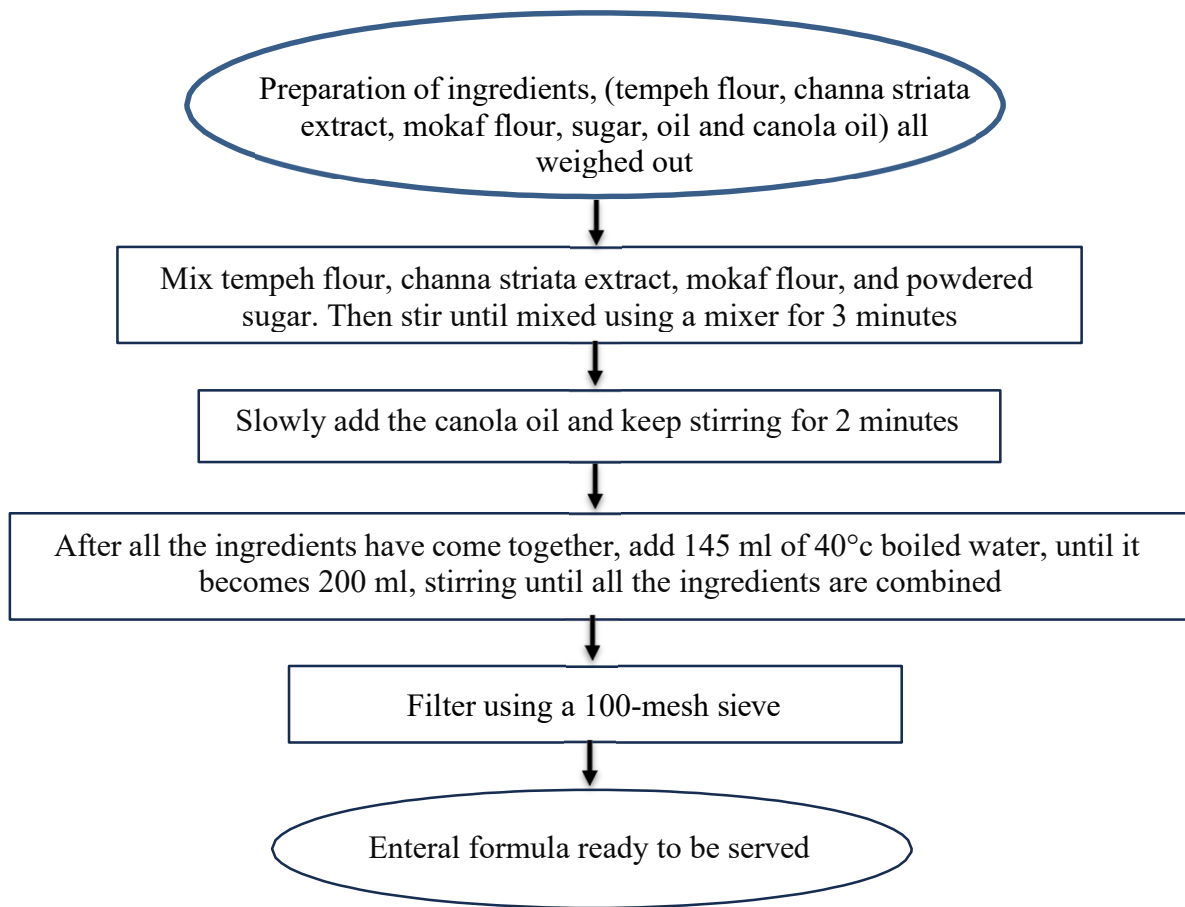 Preparation of ingredients, (tempeh flour, channa striata
extract, mokaf flour, sugar, oil and canola oil) all
weighed out
Mix tempeh flour, channa striata extract, mokaf flour, and powdered
sugar. Then stir until mixed using a mixer for 3 minutes
Slowly add the canola oil and keep stirring for 2 minutes
After all the ingredients have come together, add 145 ml of 40°c boiled water, until it
becomes 200 ml, stirring until all the ingredients are combined
Filter using a 100-mesh sieve
Enteral formula ready to be served